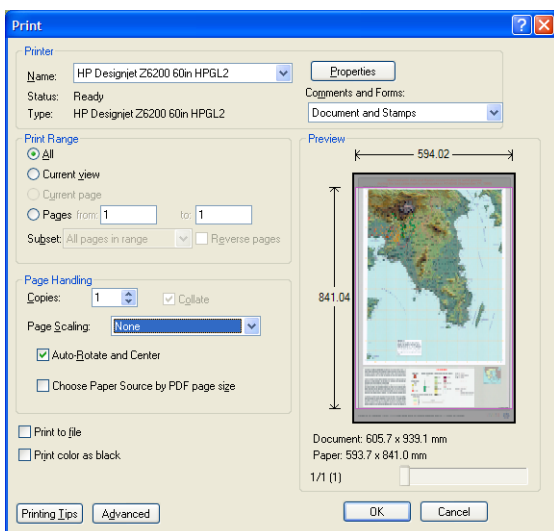 Print
Printer
Name: HP Designjet Z6200 60in HPGL2
Properties
Status: Ready
Comments and Forms:
Type: HP Designjet Z6200 60in HPGL2
Document and Stamps
Print Range
All
Current view
Current page
Pages from: 1 to: 1
Subset: All pages in range Reverse pages
Page Handling
Copies: 1 Collate
Page Scaling: None
Auto-Rotate and Center
Choose Paper Source by PDF page size
Print to file
Print color as black
Preview
594.02
841.04
Document: 605.7 x 939.1 mm
Paper: 593.7 x 841.0 mm
1/1 (1)
Printing Tips Advanced OK Cancel